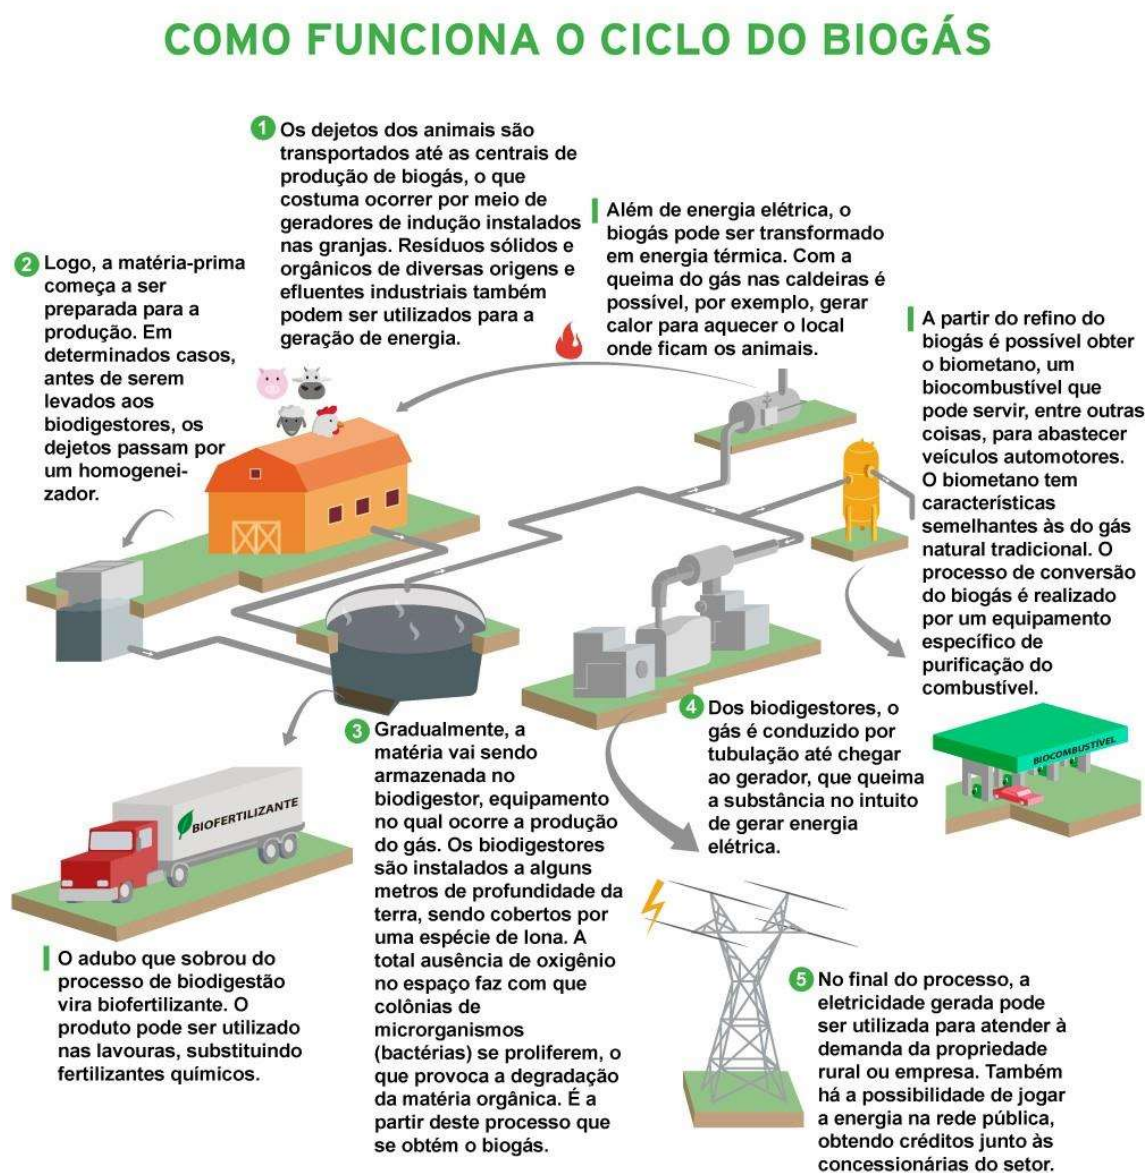 COMO FUNCIONA O CICLO DO BIOGÁS
1 Os dejetos dos animais são
transportados até as centrais de
produção de biogás, o que
costuma ocorrer por meio de
geradores de indução instalados
nas granjas. Resíduos sólidos e
orgânicos de diversas origens e
efluentes industriais também
podem ser utilizados para a
geração de energia.
Além de energia elétrica, o
biogás pode ser transformado
em energia térmica. Com a
queima do gás nas caldeiras é
possível, por exemplo, gerar
calor para aquecer o local
onde ficam os animais.
2 Logo, a matéria-prima
começa a ser
preparada para a
produção. Em
determinados casos,
antes de serem
levados aos
biodigestores, os
dejetos passam por
um homogenei-
zador.
A partir do refino do
biogás é possível obter
o biometano, um
biocombustível que
pode servir, entre outras
coisas, para abastecer
veículos automotores.
O biometano tem
características
semelhantes às do gás
natural tradicional. O
processo de conversão
do biogás é realizado
por um equipamento
específico de
purificação do
combustível.
3 Gradualmente, a
matéria vai sendo
armazenada no
biodigestor, equipamento
no qual ocorre a produção
do gás. Os biodigestores
são instalados a alguns
metros de profundidade da
terra, sendo cobertos por
uma espécie de lona. A
total ausência de oxigênio
no espaço faz com que
colônias de
microrganismos
(bactérias) se proliferem, o
que provoca a degradação
da matéria orgânica. É a
partir deste processo que
se obtém o biogás.
4 Dos biodigestores, o
gás é conduzido por
tubulação até chegar
ao gerador, que queima
a substância no intuito
de gerar energia
elétrica.
BIOCOMBUSTÍVEL
BIOFERTILIZANTE
O adubo que sobrou do
processo de biodigestão
vira biofertilizante. O
produto pode ser utilizado
nas lavouras, substituindo
fertilizantes químicos.
5 No final do processo, a
eletricidade gerada pode
ser utilizada para atender à
demanda da propriedade
rural ou empresa. Também
há a possibilidade de jogar
a energia na rede pública,
obtendo créditos junto às
concessionárias do setor.